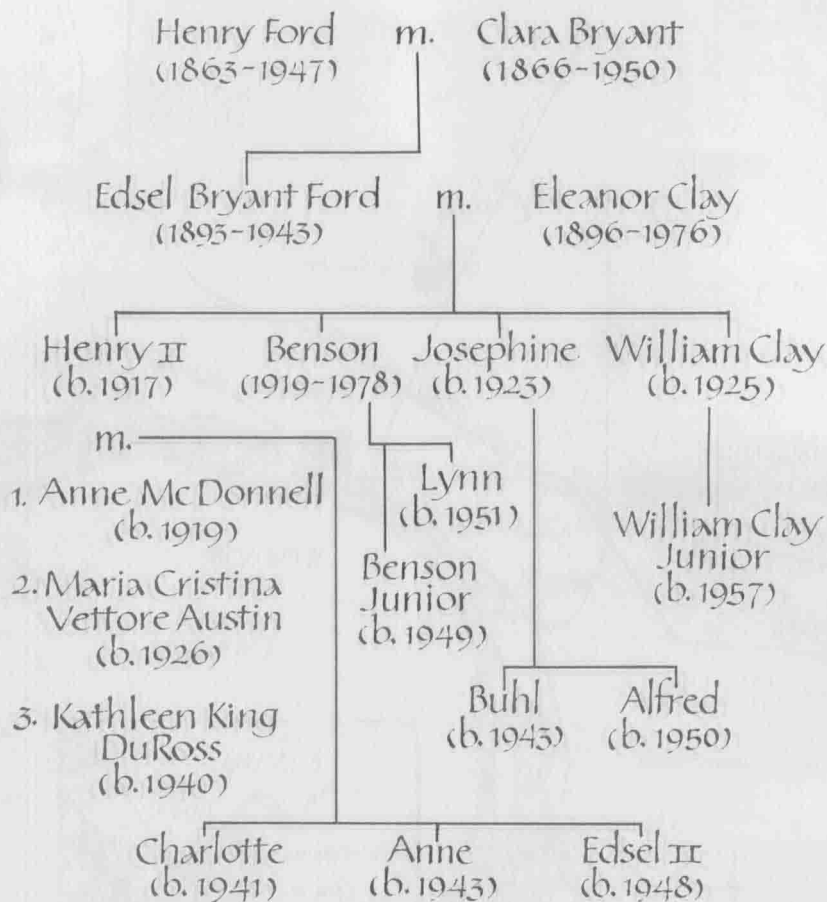 Henry Ford m. Clara Bryant
(1863-1947) (1866-1950)
Edsel Bryant Ford m. Eleanor Clay
(1893-1943) (1896-1976)
Henry II Benson Josephine William Clay
(b. 1917) (1919-1978) (b. 1923) (b. 1925)
m.
1. Anne McDonnell
(b. 1919)
2. Maria Cristina
Vettore Austin
(b. 1926)
3. Kathleen King
DuRoss
(b. 1940)
Lynn
(b. 1951)
Benson
Junior
(b. 1949)
William Clay
Junior
(b. 1957)
Buhl Alfred
(b. 1943) (b. 1950)
Charlotte Anne Edsel II
(b. 1941) (b. 1943) (b. 1948)